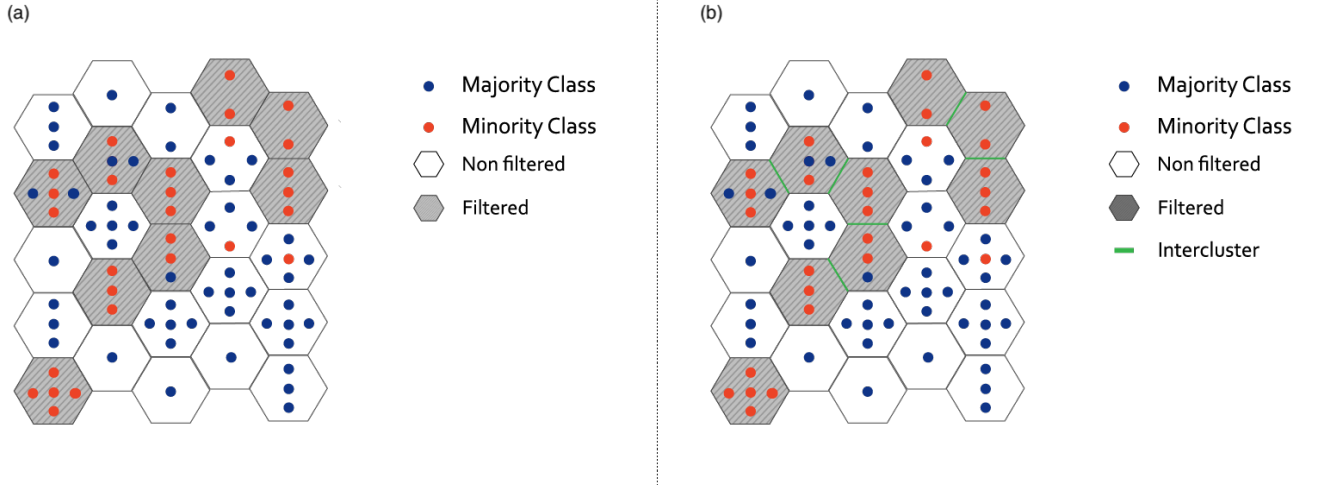 (a)
Majority Class
Minority Class
Non filtered
Filtered
(b)
Majority Class
Minority Class
Non filtered
Filtered
Intercluster